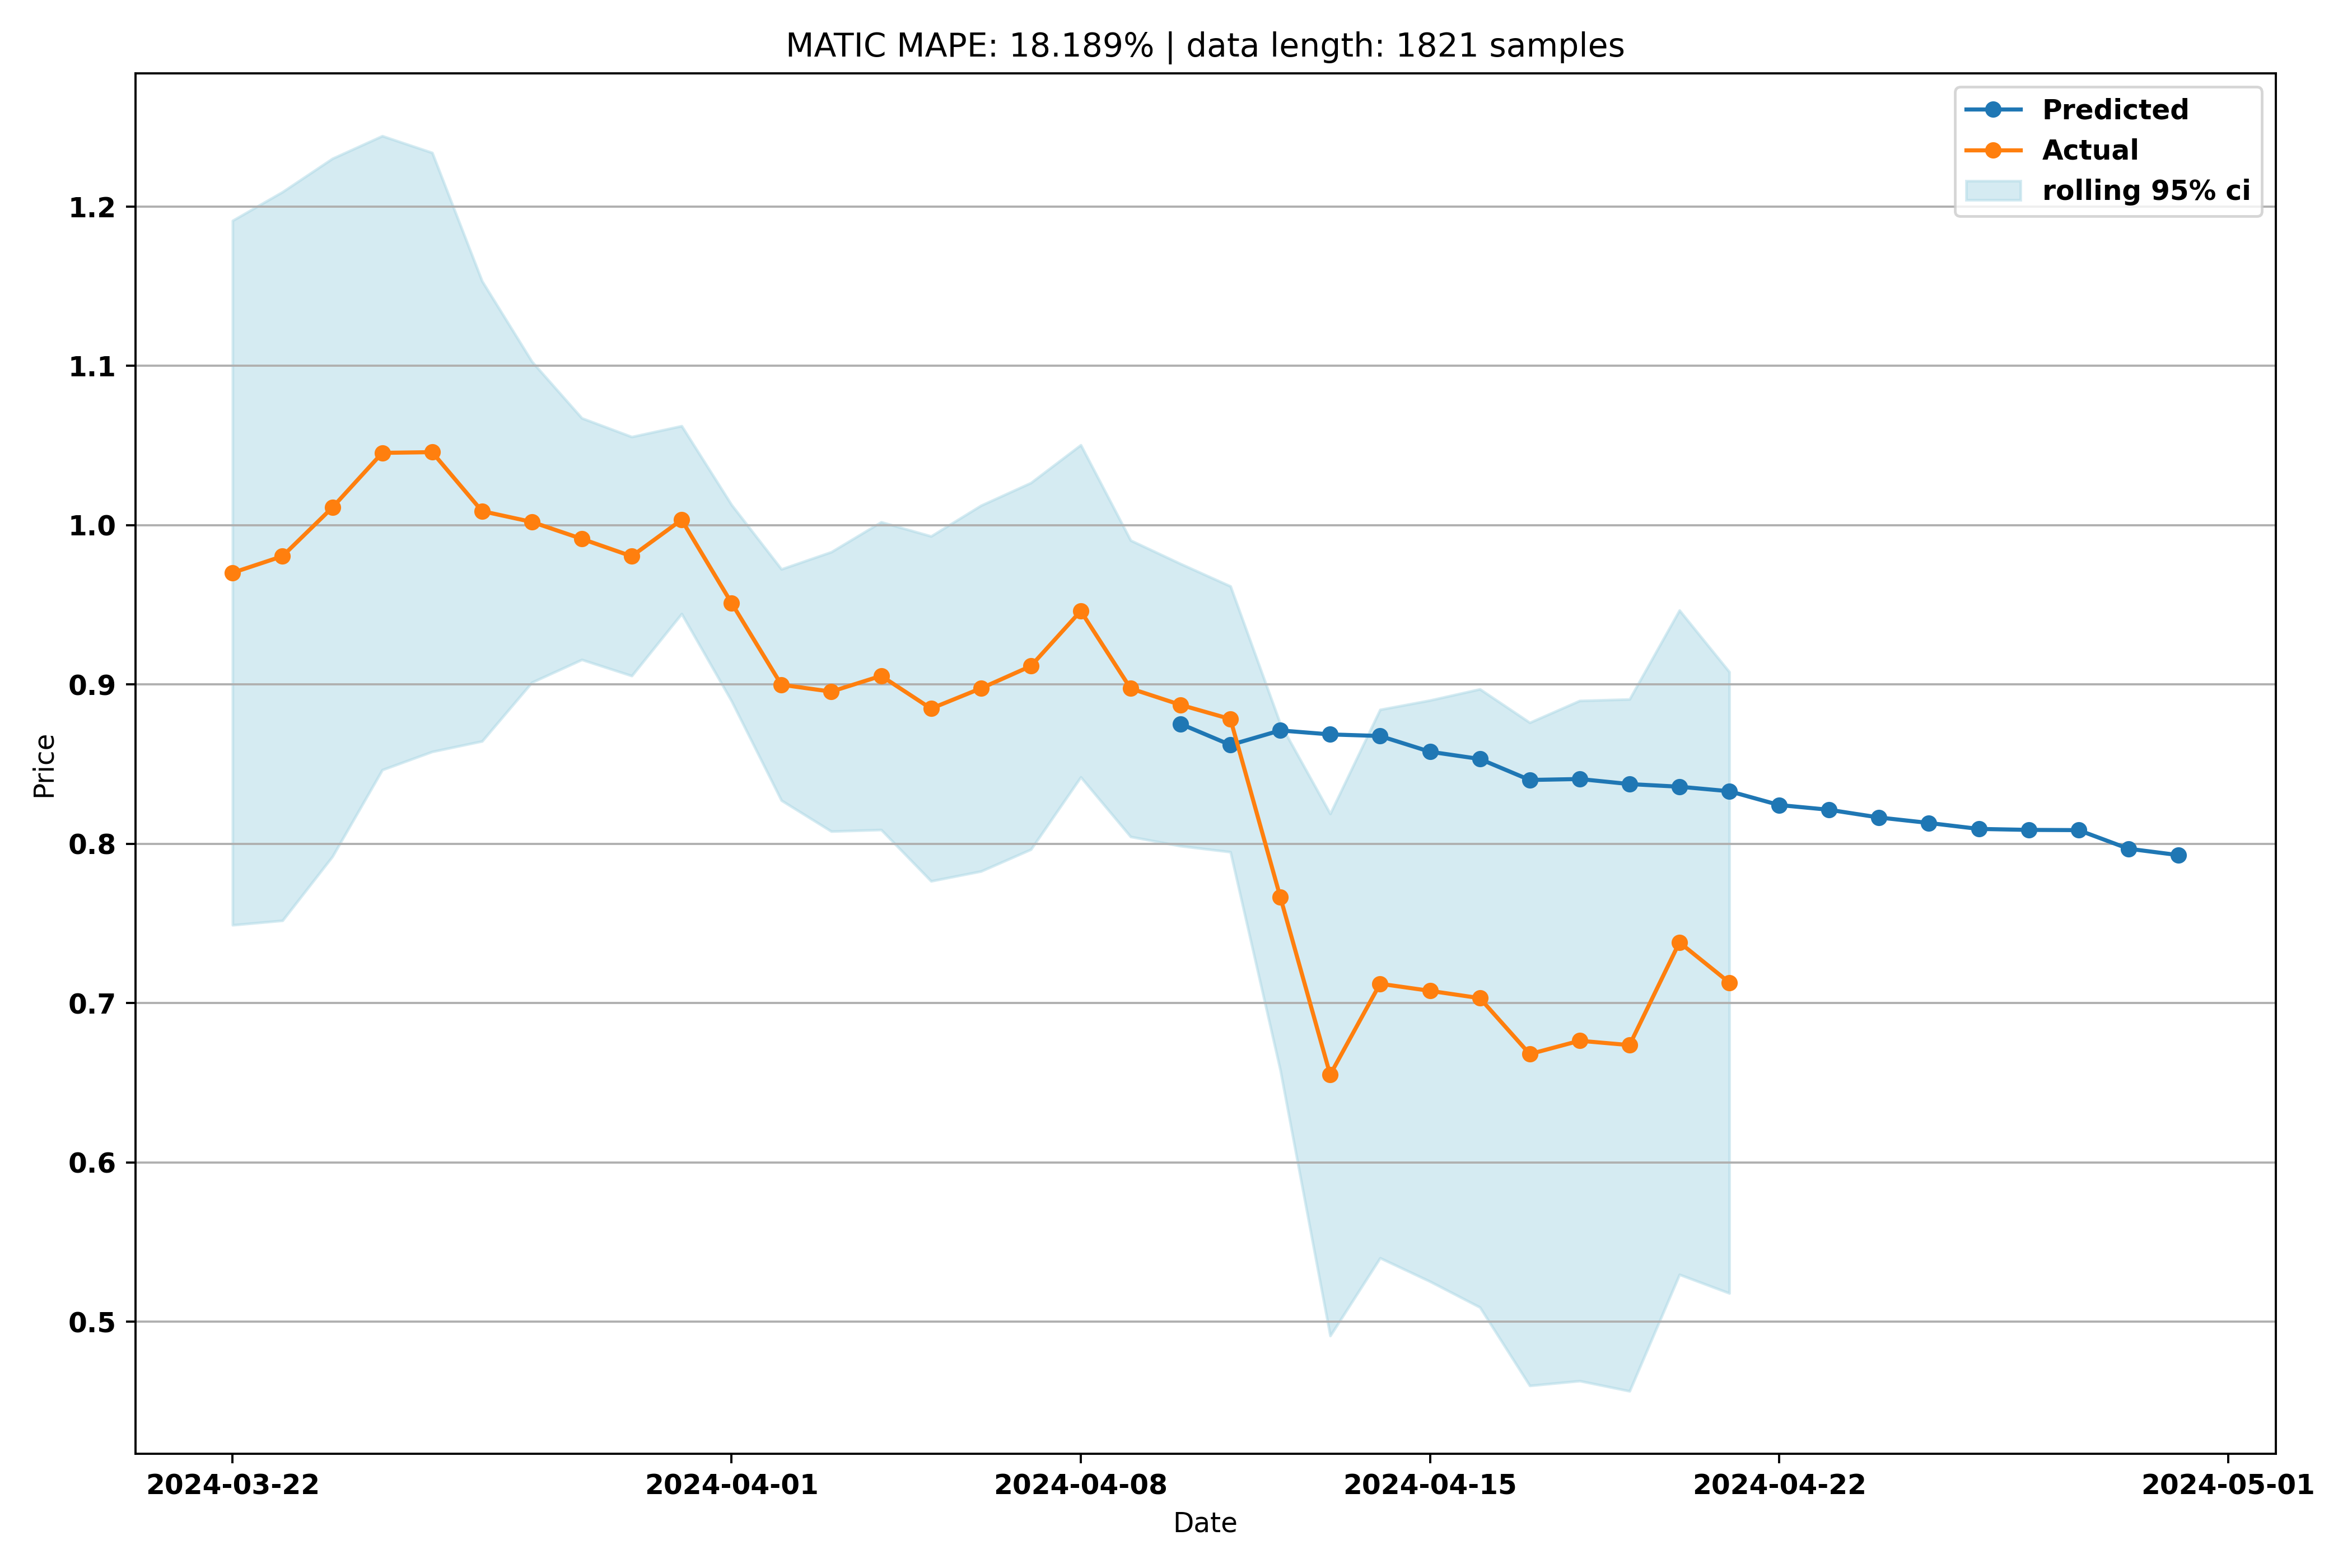 MATIC MAPE: 18.189% | data length: 1821 samples
Predicted
Actual
rolling 95% ci
1.2
1.1
1.0
0.9
0.8
0.7
0.6
0.5
Price
2024-03-22 2024-04-01 2024-04-08 2024-04-15 2024-04-22 2024-05-01
Date